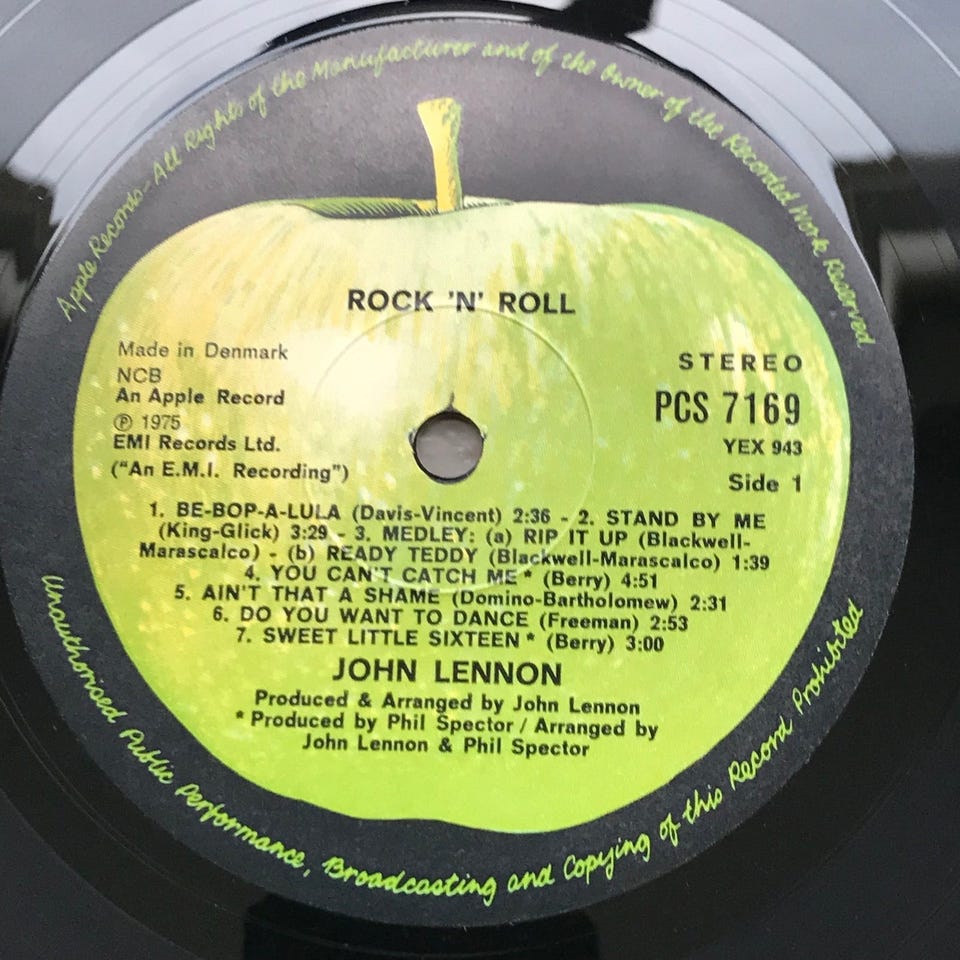 Apple Records - All Rights of the Manufacturer and of the Owner of the Recorded Work Reserved
ROCK 'N' ROLL
Made in Denmark
NCB
An Apple Record
℗ 1975
EMI Records Ltd.
("An E.M.I. Recording")
STEREO
PCS 7169
YEX 943
Side 1
1. BE-BOP-A-LULA (Davis-Vincent) 2:36 - 2. STAND BY ME
(King-Glick) 3:29 - 3. MEDLEY: (a) RIP IT UP (Blackwell-
Marascalco) - (b) READY TEDDY (Blackwell-Marascalco) 1:39
4. YOU CAN'T CATCH ME* (Berry) 4:51
5. AIN'T THAT A SHAME (Domino-Bartholomew) 2:31
6. DO YOU WANT TO DANCE (Freeman) 2:53
7. SWEET LITTLE SIXTEEN* (Berry) 3:00
JOHN LENNON
Produced & Arranged by John Lennon
*Produced by Phil Spector / Arranged by
John Lennon & Phil Spector
Unauthorised Public Performance, Broadcasting and Copying of this Record Prohibited